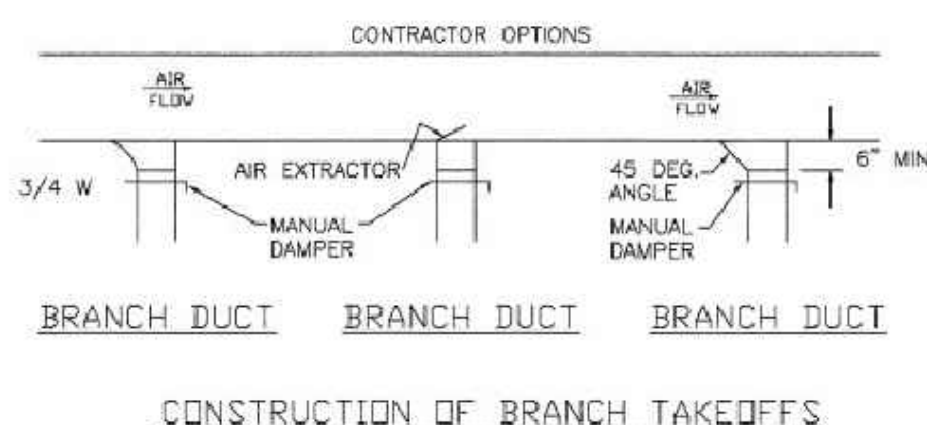 CONTRACTOR OPTIONS
AIR
FLOW
AIR
FLOW
AIR EXTRACTOR
45 DEG.
ANGLE
6" MIN
3/4 W
MANUAL
DAMPER
MANUAL
DAMPER
BRANCH DUCT
BRANCH DUCT
BRANCH DUCT
CONSTRUCTION OF BRANCH TAKEOFFS